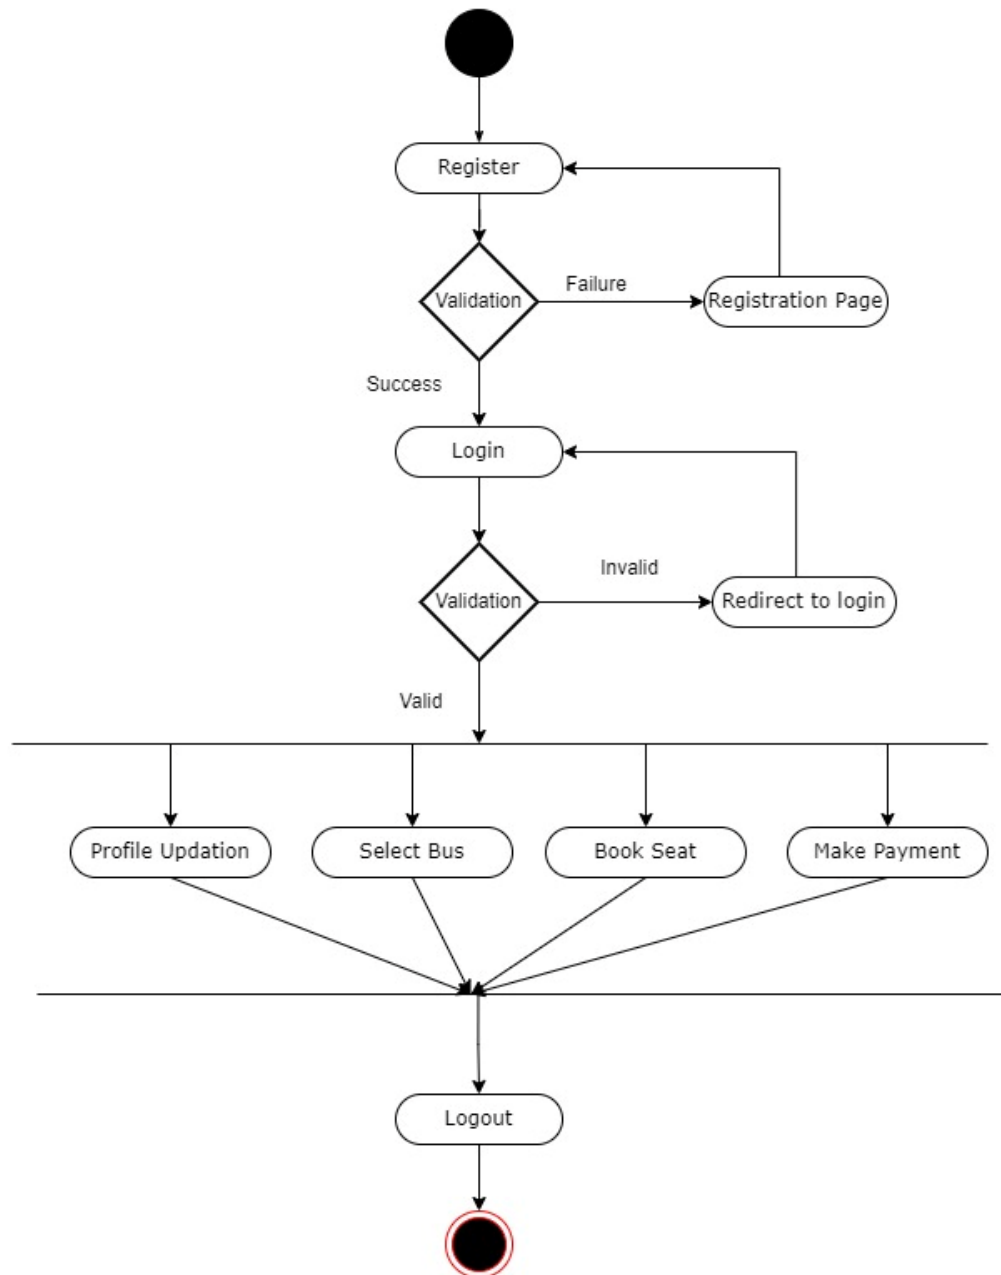 Register
Validation
Failure
Registration Page
Success
Login
Validation
Invalid
Redirect to login
Valid
Profile Updation
Select Bus
Book Seat
Make Payment
Logout